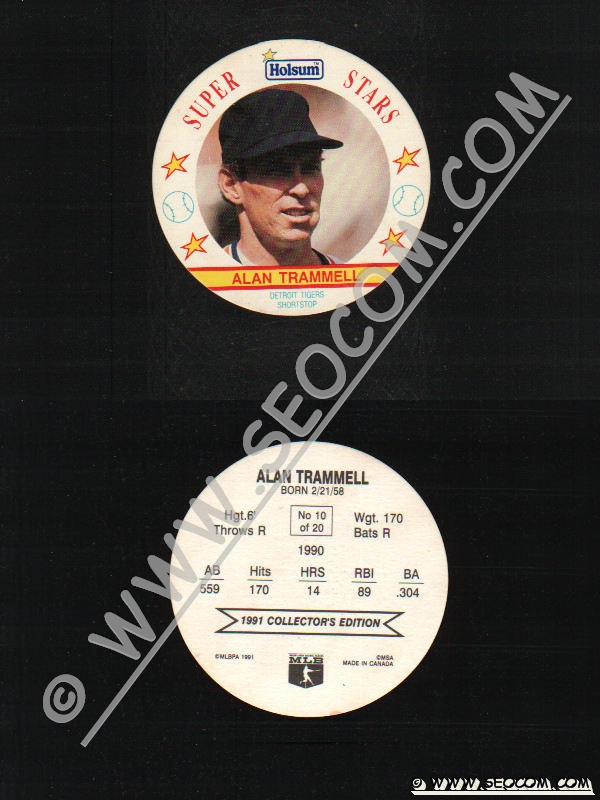 Holsum™
SUPER STARS
ALAN TRAMMELL
DETROIT TIGERS
SHORTSTOP
© WWW.SEOCOM.COM
ALAN TRAMMELL
BORN 2/21/58
Hgt.6' No 10 Wgt. 170
Throws R of 20 Bats R
1990
AB Hits HRS RBI BA
559 170 14 89 .304
1991 COLLECTOR'S EDITION
©MLBPA 1991 ©MSA
MLB MADE IN CANADA
© WWW.SEOCOM.COM